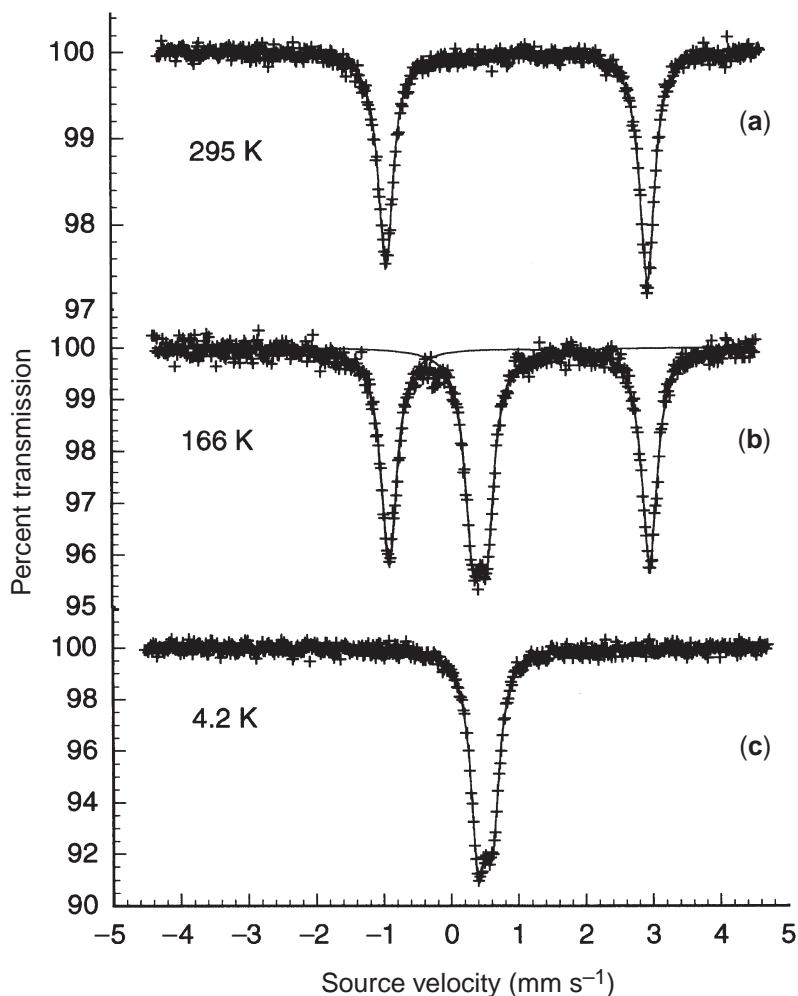 100
99
98
97
295 K
(a)
100
99
98
97
96
95
166 K
(b)
100
98
96
94
92
90
4.2 K
(c)
Percent transmission
−5 −4 −3 −2 −1 0 1 2 3 4 5
Source velocity (mm s⁻¹)